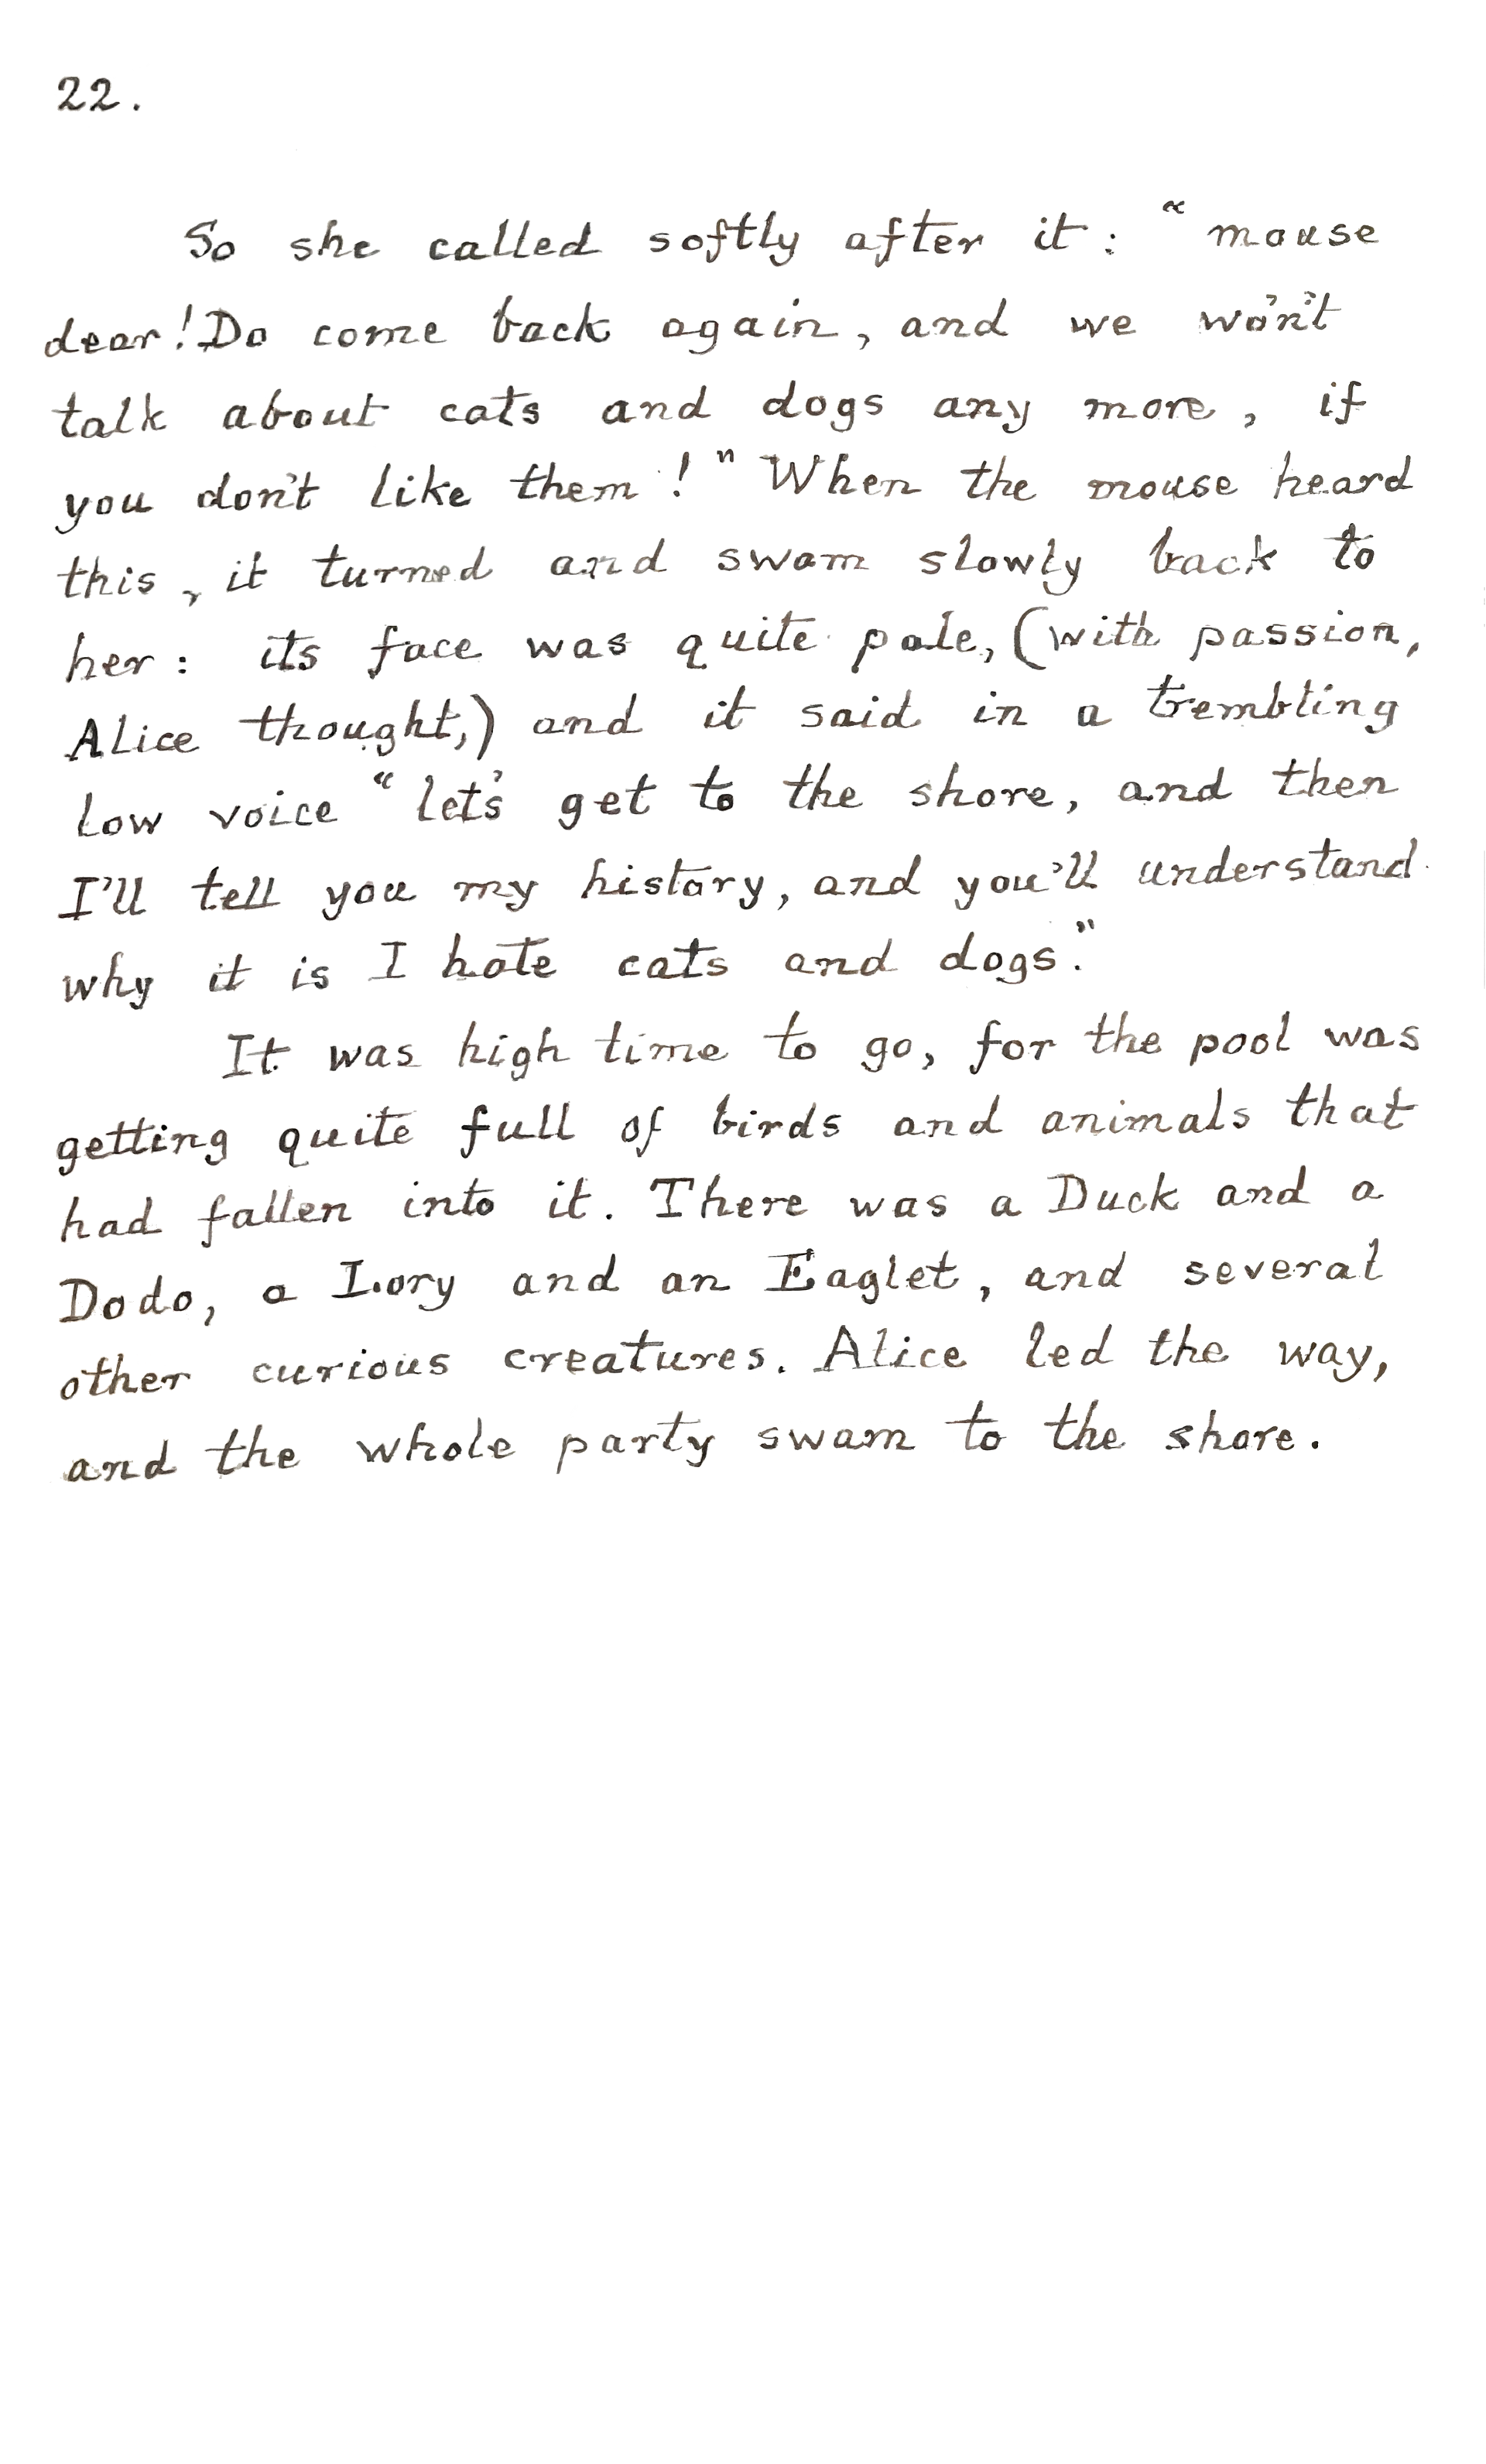 22.
So she called softly after it: “mouse
dear! Do come back again, and we wo'n't
talk about cats and dogs any more, if
you don't like them!” When the mouse heard
this, it turned and swam slowly back to
her: its face was quite pale, (with passion,
Alice thought,) and it said in a trembling
low voice “let's get to the shore, and then
I'll tell you my history, and you'll understand
why it is I hate cats and dogs.”
It was high time to go, for the pool was
getting quite full of birds and animals that
had fallen into it. There was a Duck and a
Dodo, a Lory and an Eaglet, and several
other curious creatures. Alice led the way,
and the whole party swam to the shore.